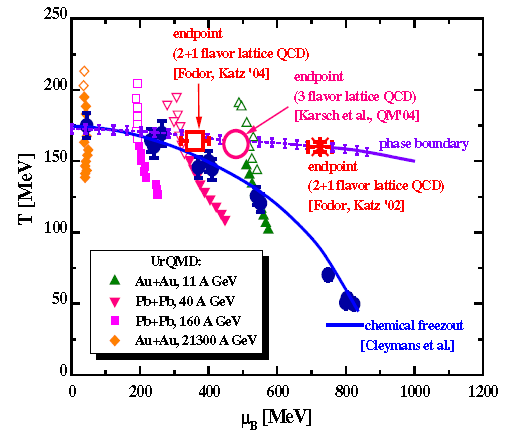 250
200
150
100
50
0
T [MeV]
0
200
400
600
800
1000
1200
μB [MeV]
endpoint
(2+1 flavor lattice QCD)
[Fodor, Katz '04]
endpoint
(3 flavor lattice QCD)
[Karsch et al., QM'04]
phase boundary
endpoint
(2+1 flavor lattice QCD)
[Fodor, Katz '02]
UrQMD:
Au+Au, 11 A GeV
Pb+Pb, 40 A GeV
Pb+Pb, 160 A GeV
Au+Au, 21300 A GeV
chemical freezout
[Cleymans et al.]